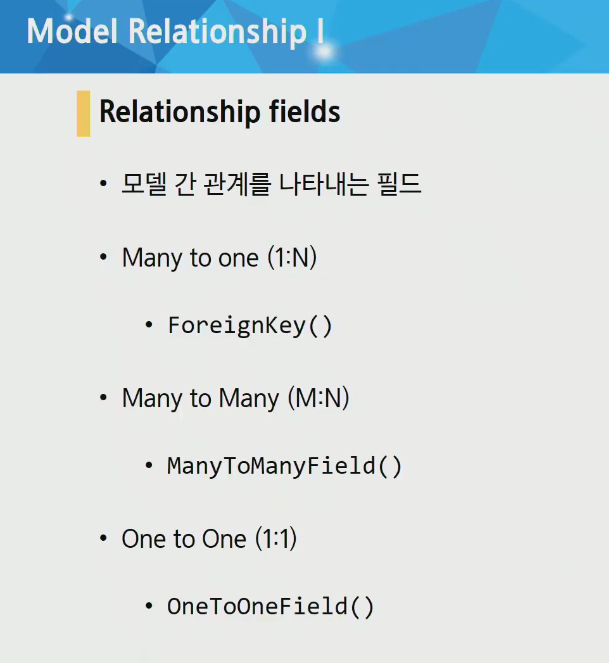 Model Relationship I
Relationship fields
• 모델 간 관계를 나타내는 필드
• Many to one (1:N)
• ForeignKey()
• Many to Many (M:N)
• ManyToManyField()
• One to One (1:1)
• OneToOneField()